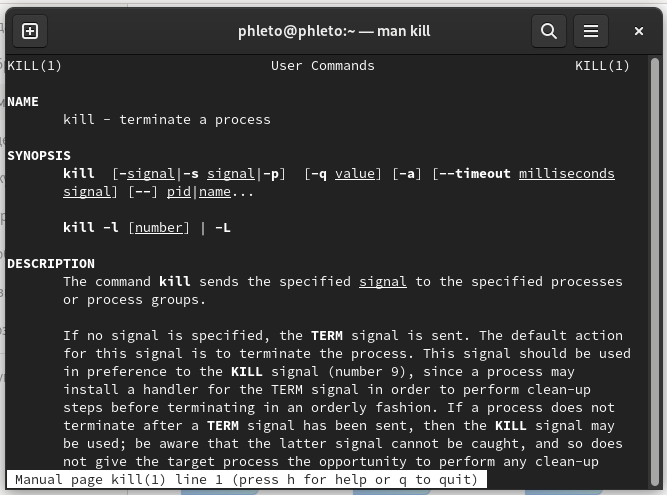 phleto@phleto:~ — man kill
KILL(1) User Commands KILL(1)
NAME
kill - terminate a process
SYNOPSIS
kill [-signal|-s signal|-p] [-q value] [-a] [--timeout milliseconds
signal] [--] pid|name...
kill -l [number] | -L
DESCRIPTION
The command kill sends the specified signal to the specified processes
or process groups.
If no signal is specified, the TERM signal is sent. The default action
for this signal is to terminate the process. This signal should be used
in preference to the KILL signal (number 9), since a process may
install a handler for the TERM signal in order to perform clean-up
steps before terminating in an orderly fashion. If a process does not
terminate after a TERM signal has been sent, then the KILL signal may
be used; be aware that the latter signal cannot be caught, and so does
not give the target process the opportunity to perform any clean-up
Manual page kill(1) line 1 (press h for help or q to quit)